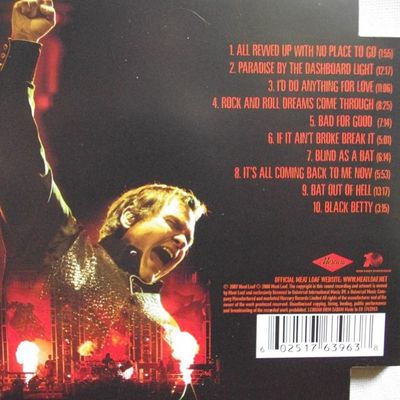 1. ALL REVVED UP WITH NO PLACE TO GO (1:55)
2. PARADISE BY THE DASHBOARD LIGHT (12:17)
3. I'D DO ANYTHING FOR LOVE (11:06)
4. ROCK AND ROLL DREAMS COME THROUGH (8:25)
5. BAD FOR GOOD (7:14)
6. IF IT AIN'T BROKE BREAK IT (5:01)
7. BLIND AS A BAT (6:14)
8. IT'S ALL COMING BACK TO ME NOW (5:53)
9. BAT OUT OF HELL (13:17)
10. BLACK BETTY (3:15)
Mercury
OFFICIAL MEAT LOAF WEBSITE: WWW.MEATLOAF.NET
6 02517 63963 8